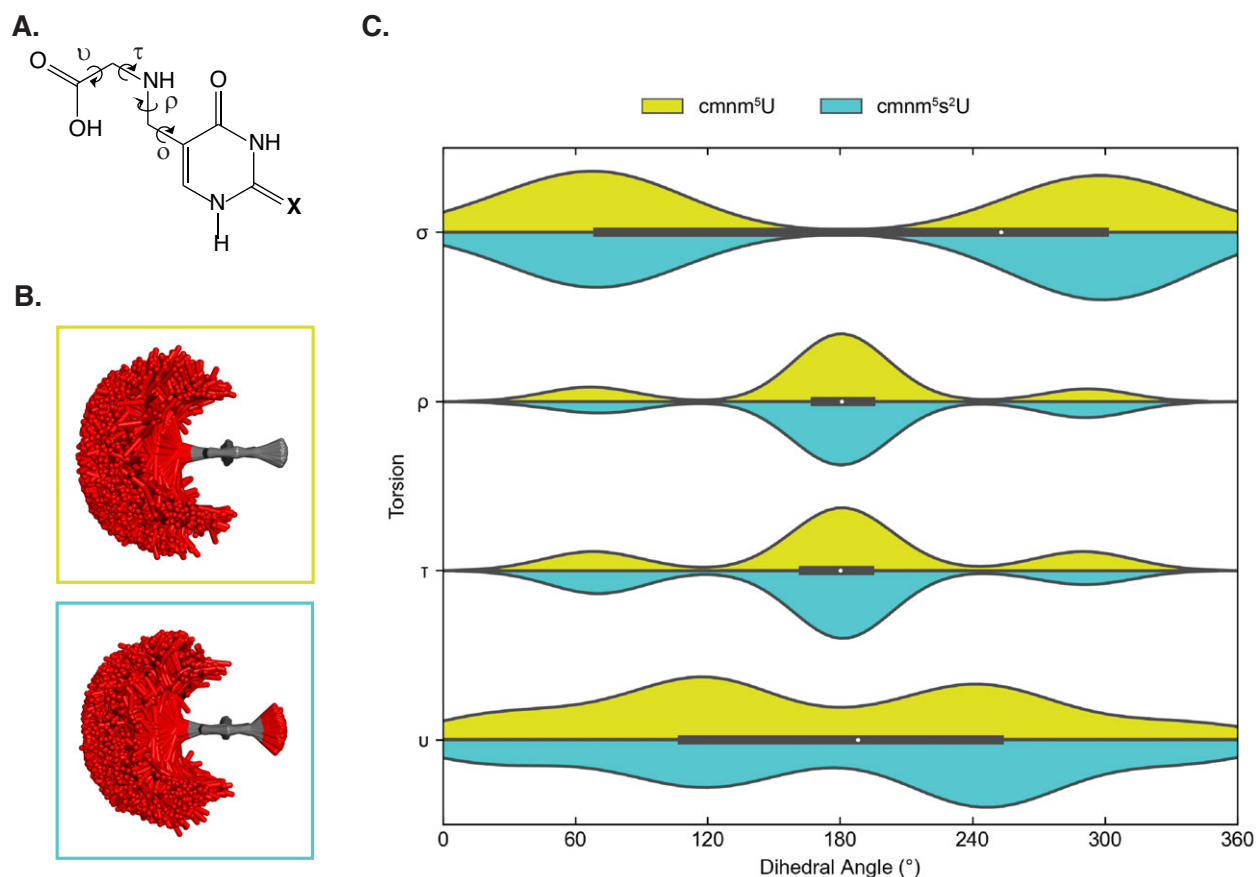 A.
O
υ
τ
NH
ρ
OH
ο
O
NH
N
X
H
B.
C.
cmnm⁵U
cmnm⁵s²U
Torsion
σ
ρ
τ
υ
0
60
120
180
240
300
360
Dihedral Angle (°)